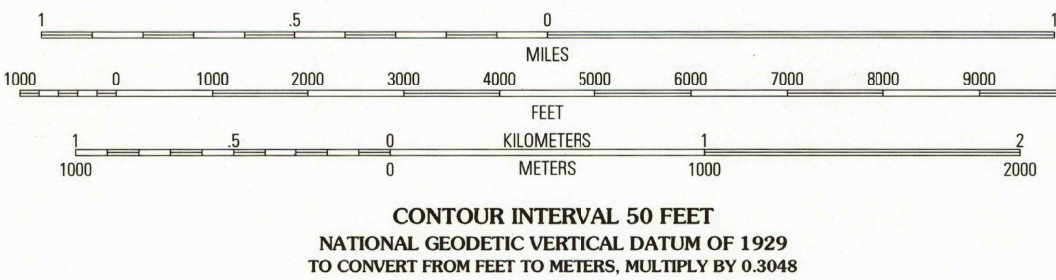 1 .5 0 1
MILES
1000 0 1000 2000 3000 4000 5000 6000 7000 8000 9000
FEET
1 .5 0 KILOMETERS 1 2
1000 0 METERS 1000 2000
CONTOUR INTERVAL 50 FEET
NATIONAL GEODETIC VERTICAL DATUM OF 1929
TO CONVERT FROM FEET TO METERS, MULTIPLY BY 0.3048